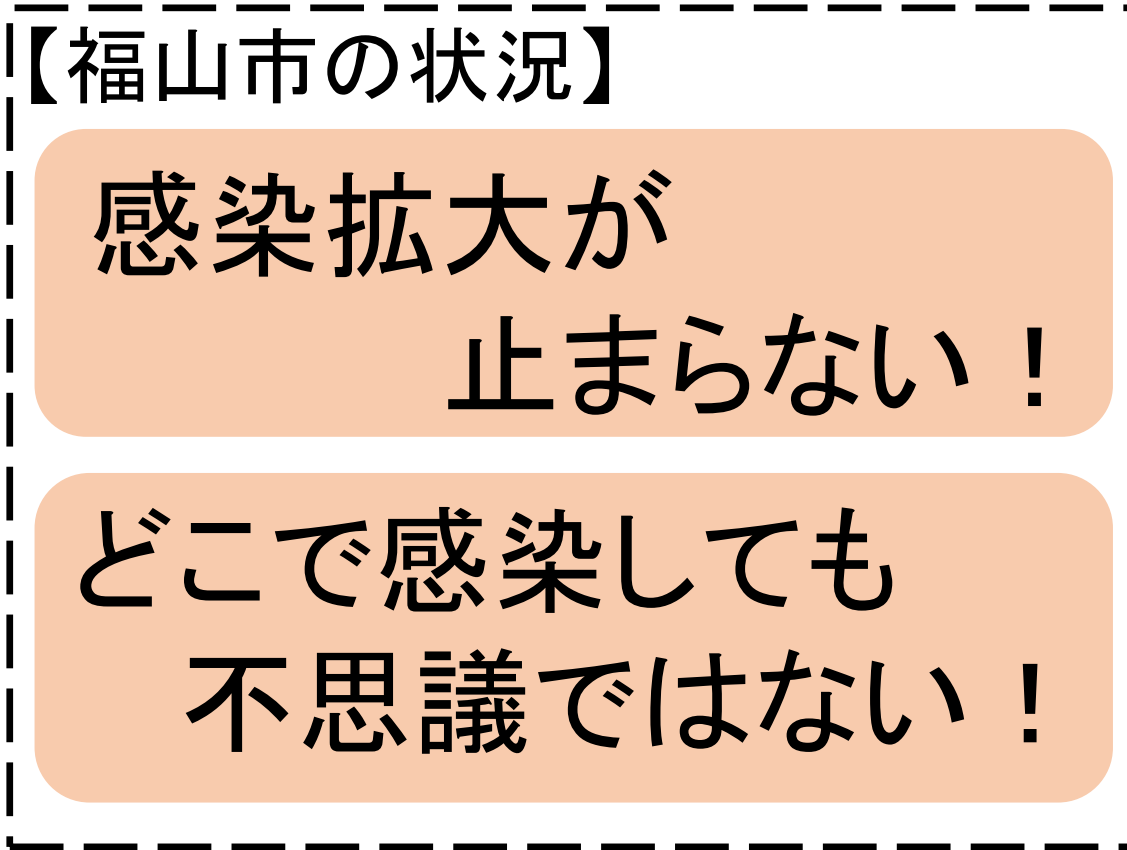 【福山市の状況】
感染拡大が
止まらない！
どこで感染しても
不思議ではない！